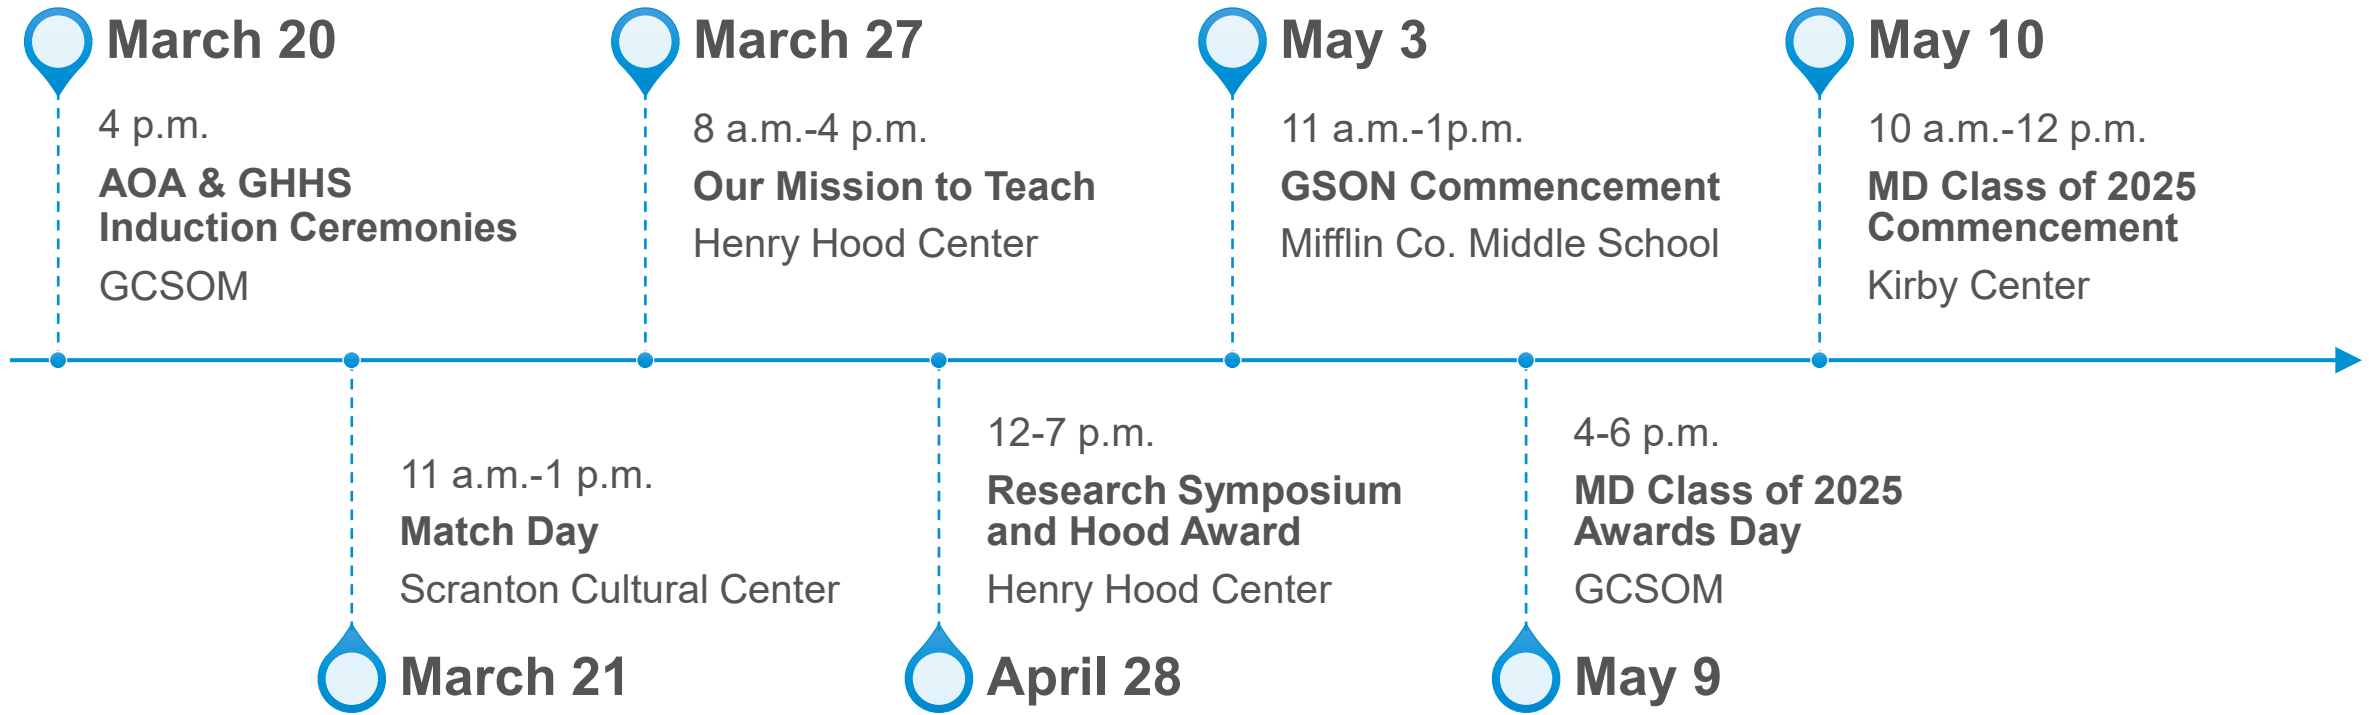 March 20
4 p.m.
AOA & GHHS
Induction Ceremonies
GCSOM
March 27
8 a.m.-4 p.m.
Our Mission to Teach
Henry Hood Center
May 3
11 a.m.-1p.m.
GSON Commencement
Mifflin Co. Middle School
May 10
10 a.m.-12 p.m.
MD Class of 2025
Commencement
Kirby Center
11 a.m.-1 p.m.
Match Day
Scranton Cultural Center
March 21
12-7 p.m.
Research Symposium
and Hood Award
Henry Hood Center
April 28
4-6 p.m.
MD Class of 2025
Awards Day
GCSOM
May 9